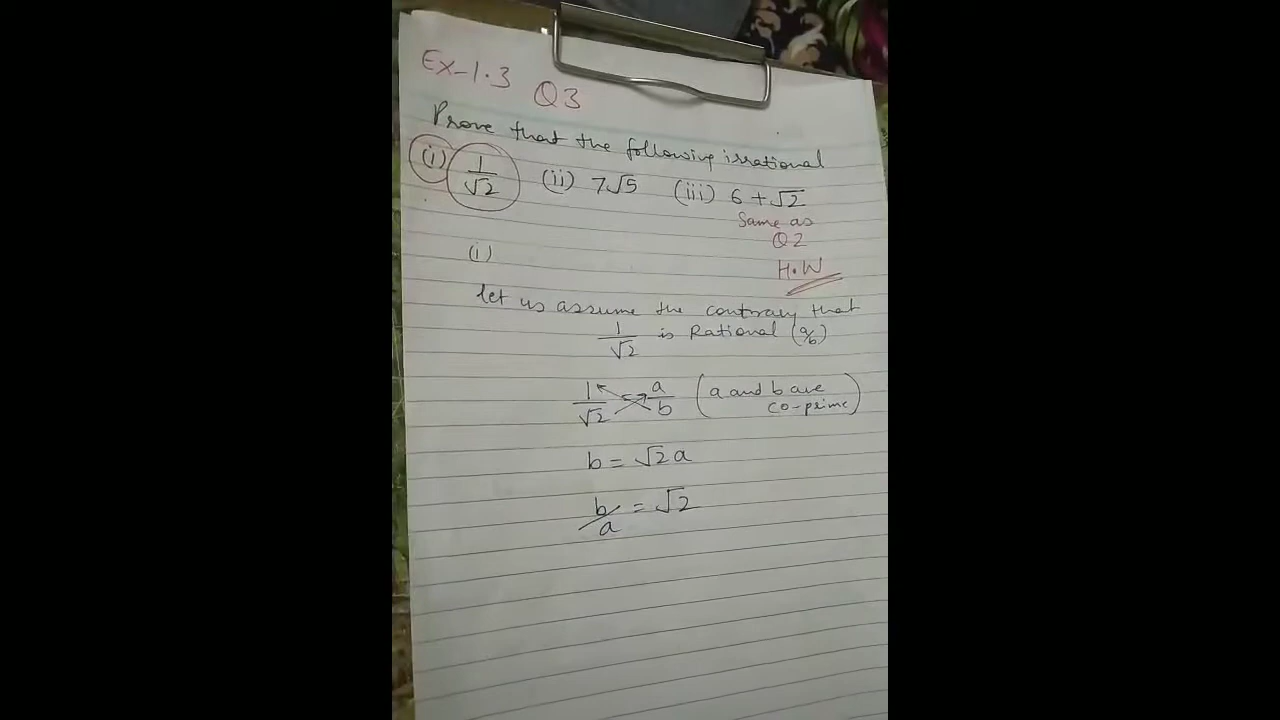 Ex-1.3 Q3
Prove that the following irrational
(i) 1/√2 (ii) 7√5 (iii) 6 + √2
Same as
Q2
H.W
(i)
let us assume the contrary that
1/√2 is Rational (a/b)
1/√2 = a/b (a and b are
co-prime)
b = √2a
b/a = √2